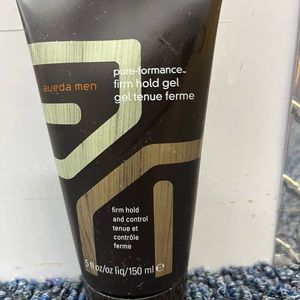 pure-formance™
aveda men
firm hold gel
gel tenue ferme
firm hold
and control
tenue et
contrôle
ferme
5 fl oz/oz liq/150 ml e